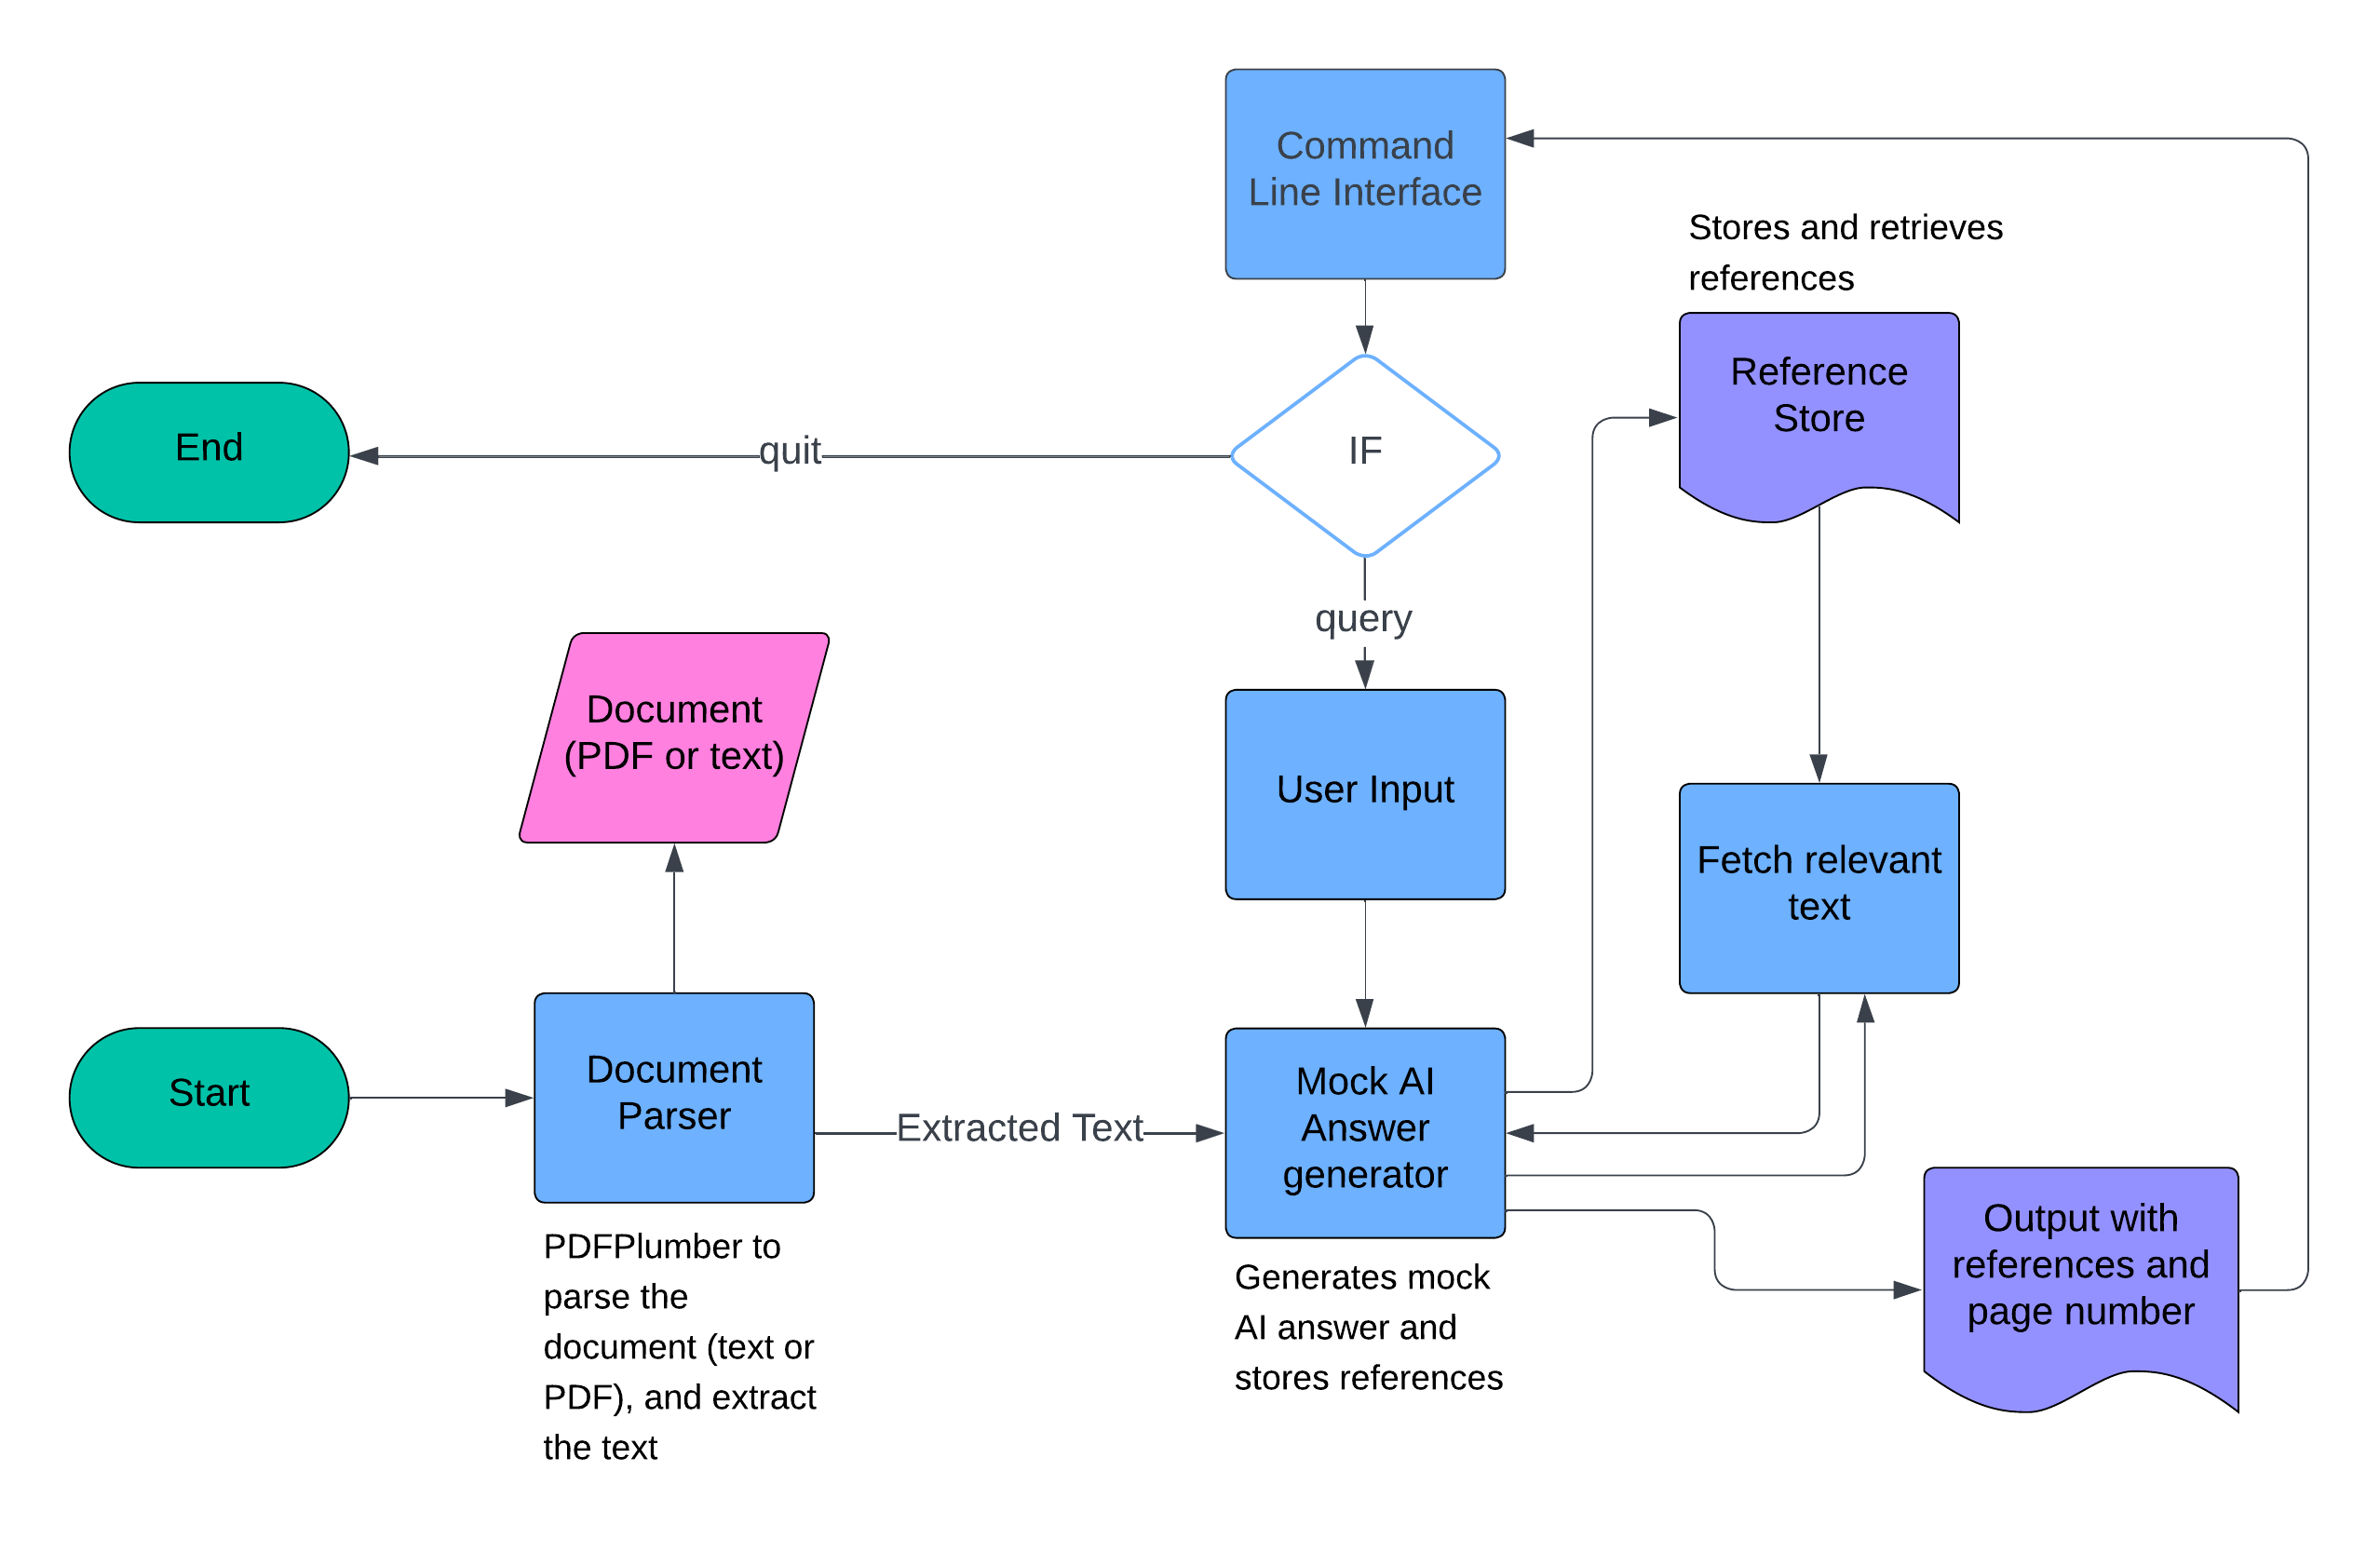 Command
Line Interface
Stores and retrieves
references
Reference
Store
End
quit
IF
query
Document
(PDF or text)
User Input
Fetch relevant
text
Start
Document
Parser
Extracted Text
Mock AI
Answer
generator
Output with
references and
page number
PDFPlumber to
parse the
document (text or
PDF), and extract
the text
Generates mock
AI answer and
stores references